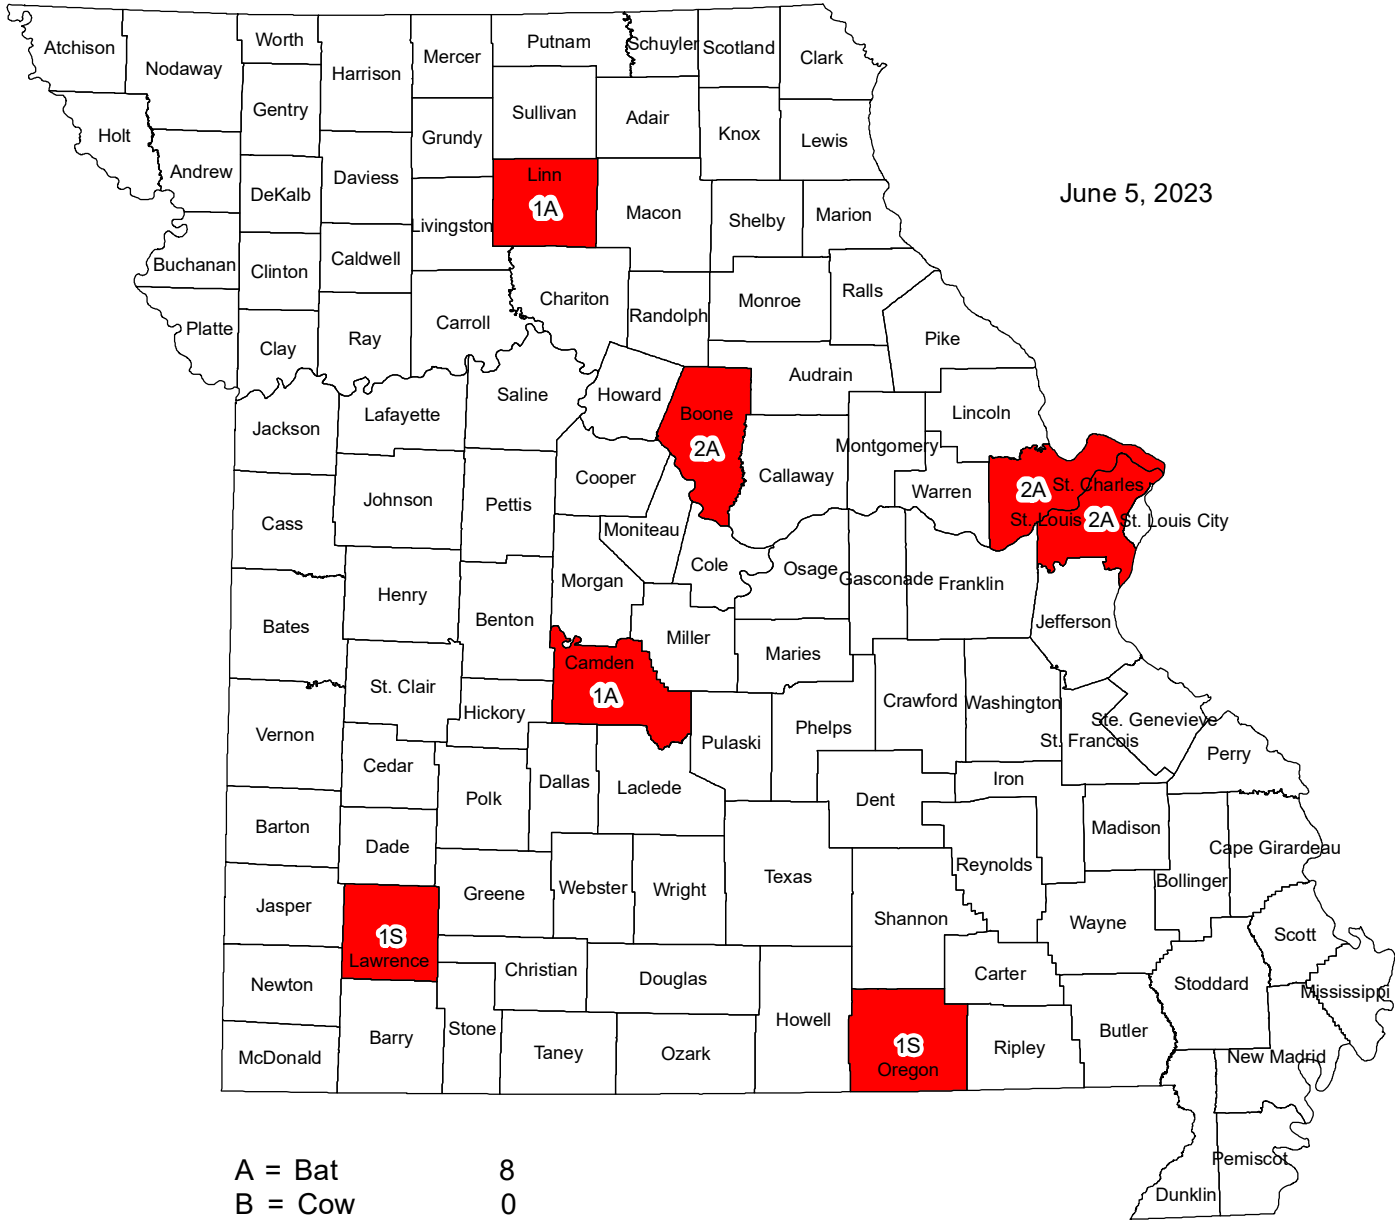 Atchison
Nodaway
Worth
Harrison
Mercer
Putnam
Schuyler
Scotland
Clark
Holt
Andrew
Gentry
DeKalb
Daviess
Grundy
Sullivan
Adair
Knox
Lewis
Linn
1A
Livingston
Macon
Shelby
Marion
June 5, 2023
Buchanan
Clinton
Caldwell
Platte
Clay
Ray
Carroll
Chariton
Randolph
Monroe
Ralls
Pike
Audrain
Jackson
Lafayette
Saline
Howard
Boone
2A
Callaway
Montgomery
Lincoln
Warren
2A
St. Charles
St. Louis
2A
St. Louis City
Cass
Johnson
Pettis
Cooper
Moniteau
Cole
Osage
Gasconade
Franklin
Jefferson
Bates
Henry
Benton
Morgan
Miller
Maries
Camden
1A
St. Clair
Hickory
Vernon
Cedar
Polk
Dallas
Laclede
Pulaski
Phelps
Crawford
Washington
Ste. Genevieve
St. Francois
Perry
Iron
Dent
Barton
Dade
Madison
Cape Girardeau
Bollinger
Reynolds
Texas
Jasper
Greene
Webster
Wright
Shannon
Wayne
Scott
1S
Lawrence
Newton
Christian
Douglas
Carter
Stoddard
Mississippi
McDonald
Barry
Stone
Taney
Ozark
Howell
1S
Oregon
Ripley
Butler
New Madrid
Pemiscot
Dunklin
A = Bat 8
B = Cow 0